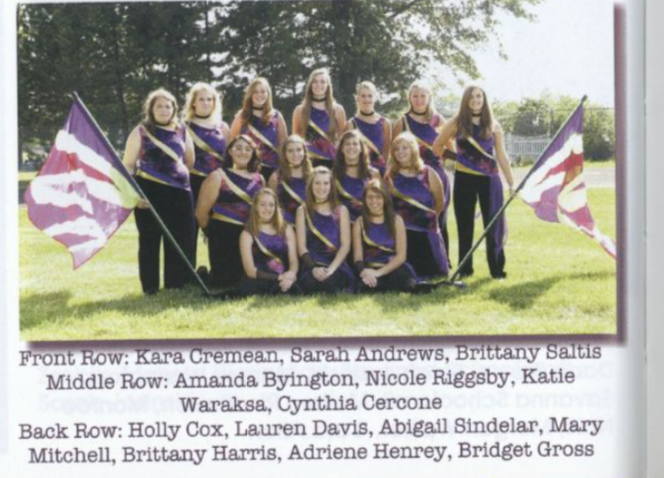 Front Row: Kara Cremean, Sarah Andrews, Brittany Saltis
Middle Row: Amanda Byington, Nicole Riggsby, Katie
Waraksa, Cynthia Cercone
Back Row: Holly Cox, Lauren Davis, Abigail Sindelar, Mary
Mitchell, Brittany Harris, Adriene Henrey, Bridget Gross